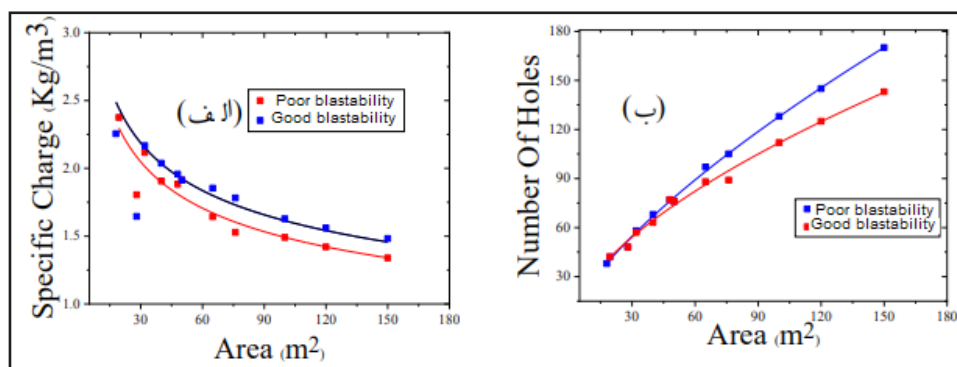 Specific Charge (Kg/m3)
3.0
2.5
2.0
1.5
1.0
(الف)
Poor blastability
Good blastability
30 60 90 120 150 180
Area (m2)
Number Of Holes
180
150
120
90
60
30
(ب)
Poor blastability
Good blastability
30 60 90 120 150 180
Area (m2)